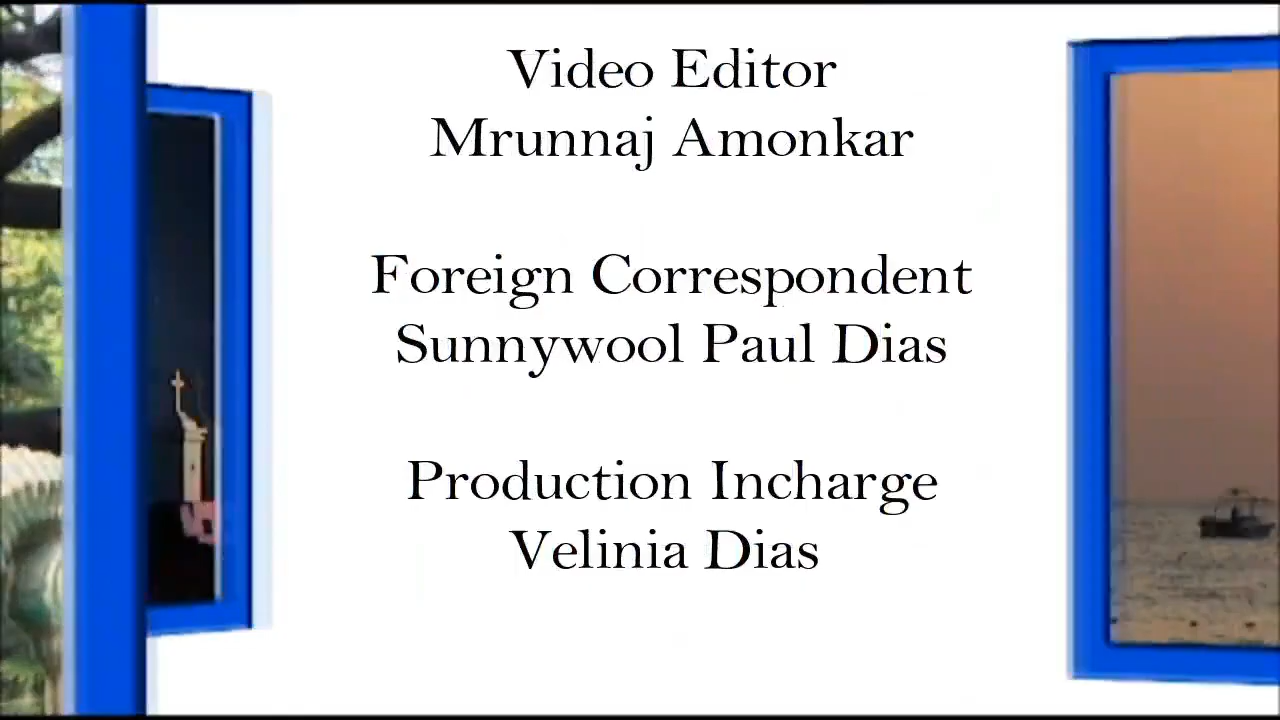 Video Editor
Mrunnaj Amonkar
Foreign Correspondent
Sunnywool Paul Dias
Production Incharge
Velinia Dias